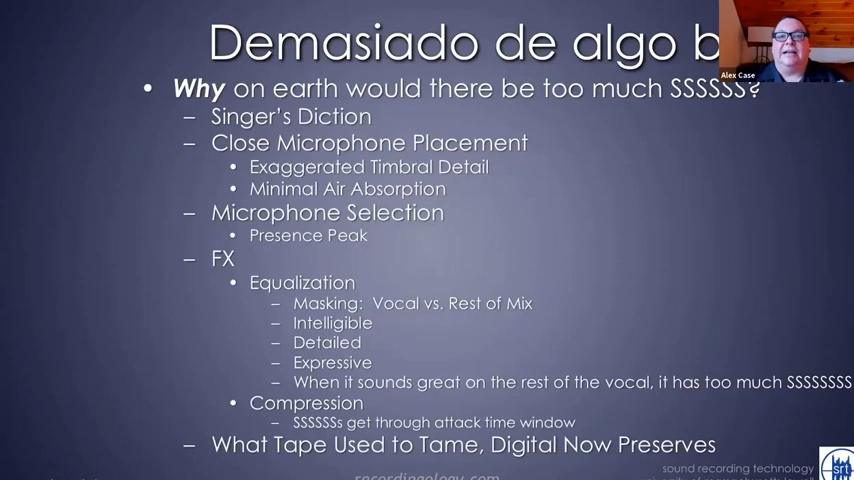 Demasiado de algo b
Alex Case
• Why on earth would there be too much SSSSSS?
– Singer's Diction
– Close Microphone Placement
• Exaggerated Timbral Detail
• Minimal Air Absorption
– Microphone Selection
• Presence Peak
– FX
• Equalization
– Masking: Vocal vs. Rest of Mix
– Intelligible
– Detailed
– Expressive
– When it sounds great on the rest of the vocal, it has too much SSSSSSSS
• Compression
– SSSSSSs get through attack time window
– What Tape Used to Tame, Digital Now Preserves
sound recording technology
recordingology.com
srt